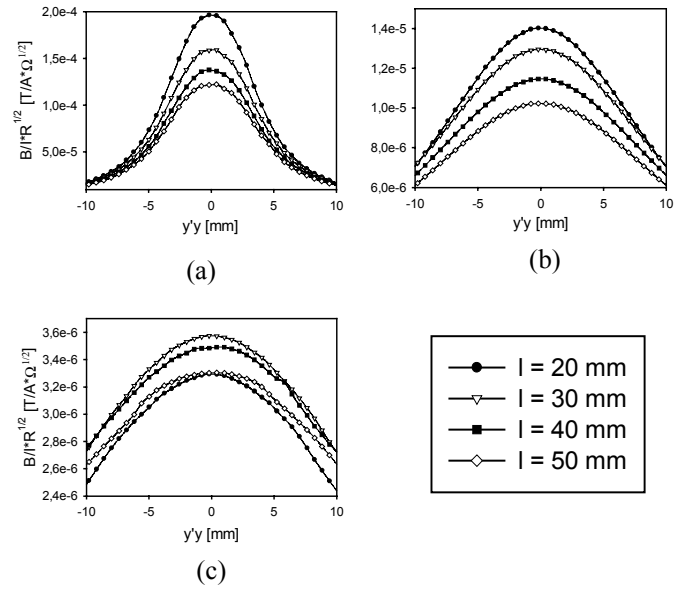 2,0e-4
1,5e-4
1,0e-4
5,0e-5
B/I*R^1/2 [T/A*Ω^1/2]
-10 -5 0 5 10
y'y [mm]
(a)
1,4e-5
1,2e-5
1,0e-5
8,0e-6
6,0e-6
B/I*R^1/2 [T/A*Ω^1/2]
-10 -5 0 5 10
y'y [mm]
(b)
3,6e-6
3,4e-6
3,2e-6
3,0e-6
2,8e-6
2,6e-6
2,4e-6
B/I*R^1/2 [T/A*Ω^1/2]
-10 -5 0 5 10
y'y [mm]
(c)
l = 20 mm
l = 30 mm
l = 40 mm
l = 50 mm